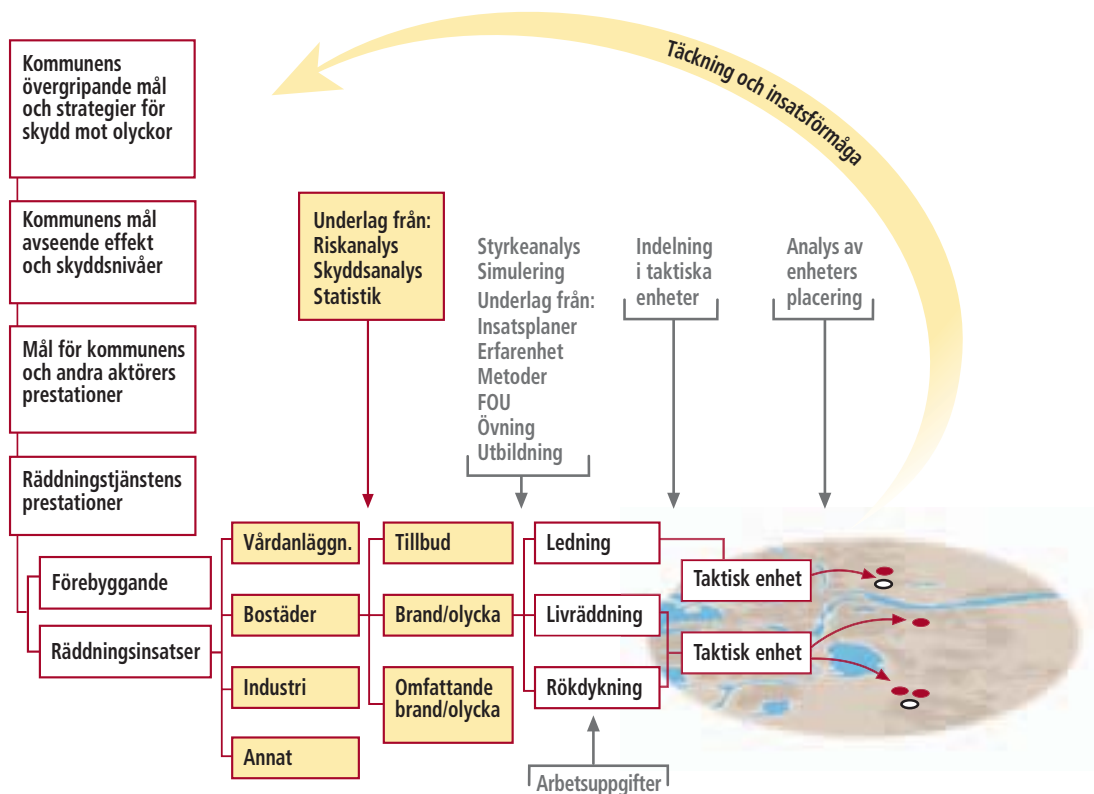 Kommunens
övergripande mål
och strategier för
skydd mot olyckor
Kommunens mål
avseende effekt
och skyddsnivåer
Mål för kommunens
och andra aktörers
prestationer
Räddningstjänstens
prestationer
Förebyggande
Räddningsinsatser
Täckning och insatsförmåga
Underlag från:
Riskanalys
Skyddsanalys
Statistik
Styrkeanalys
Simulering
Underlag från:
Insatsplaner
Erfarenhet
Metoder
FOU
Övning
Utbildning
Indelning
i taktiska
enheter
Analys av
enheters
placering
Vårdanläggn.
Bostäder
Industri
Annat
Tillbud
Brand/olycka
Omfattande
brand/olycka
Ledning
Livräddning
Rökdykning
Taktisk enhet
Taktisk enhet
Arbetsuppgifter